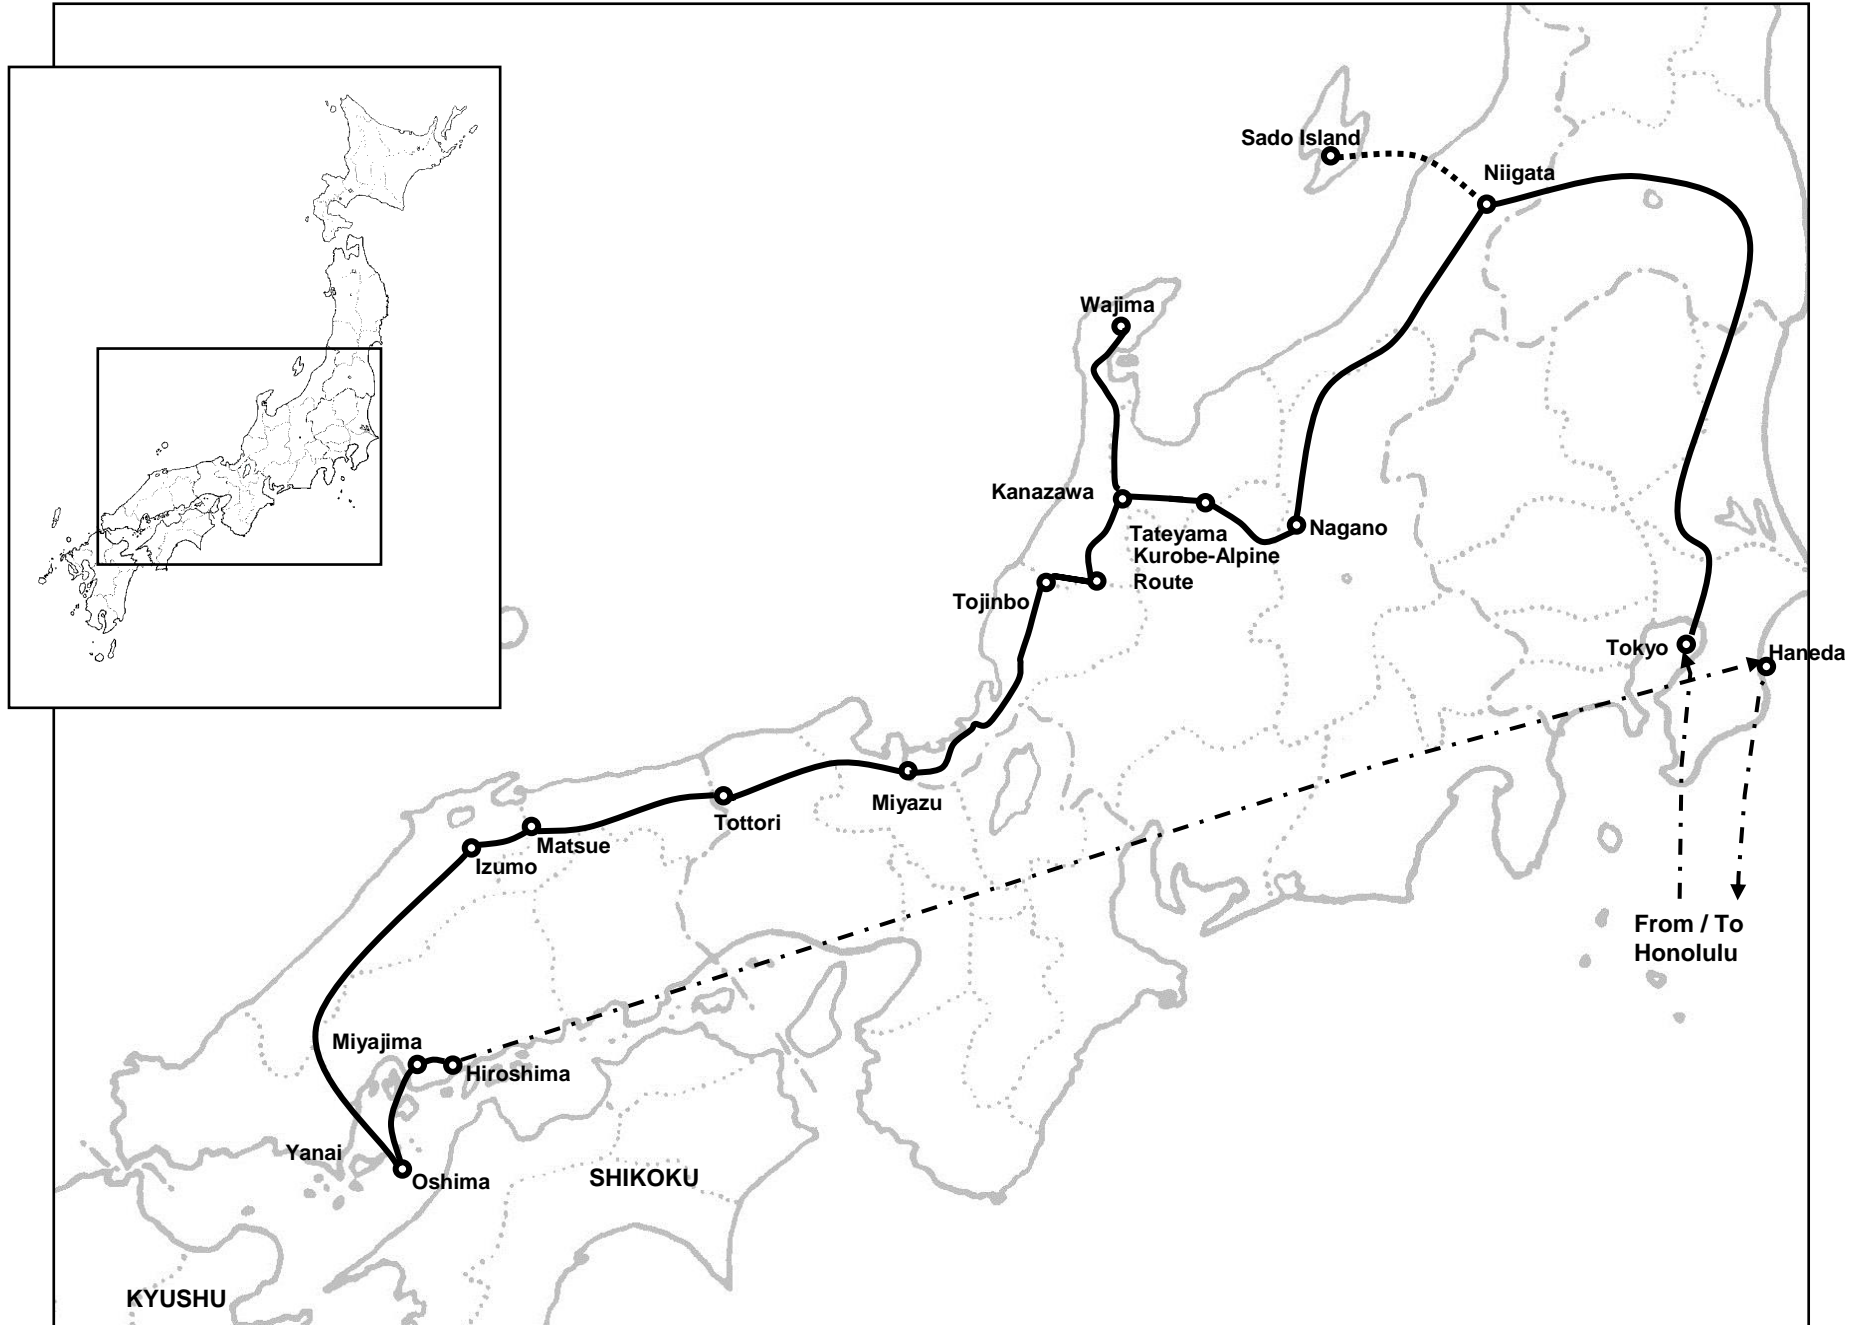 Sado Island
Niigata
Wajima
Kanazawa
Tateyama
Kurobe-Alpine
Route
Nagano
Tojinbo
Tokyo
Haneda
Miyazu
Tottori
Matsue
Izumo
From / To
Honolulu
Miyajima
Hiroshima
Yanai
Oshima
SHIKOKU
KYUSHU